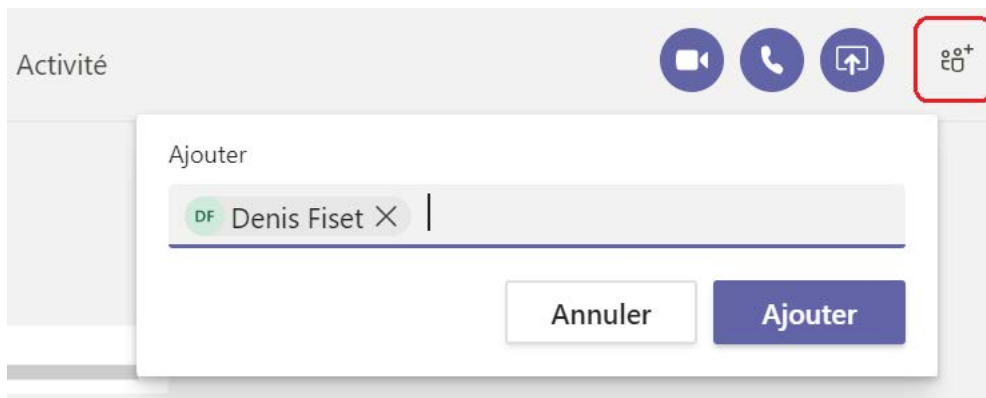 Activité
Ajouter
DF Denis Fiset
Annuler Ajouter